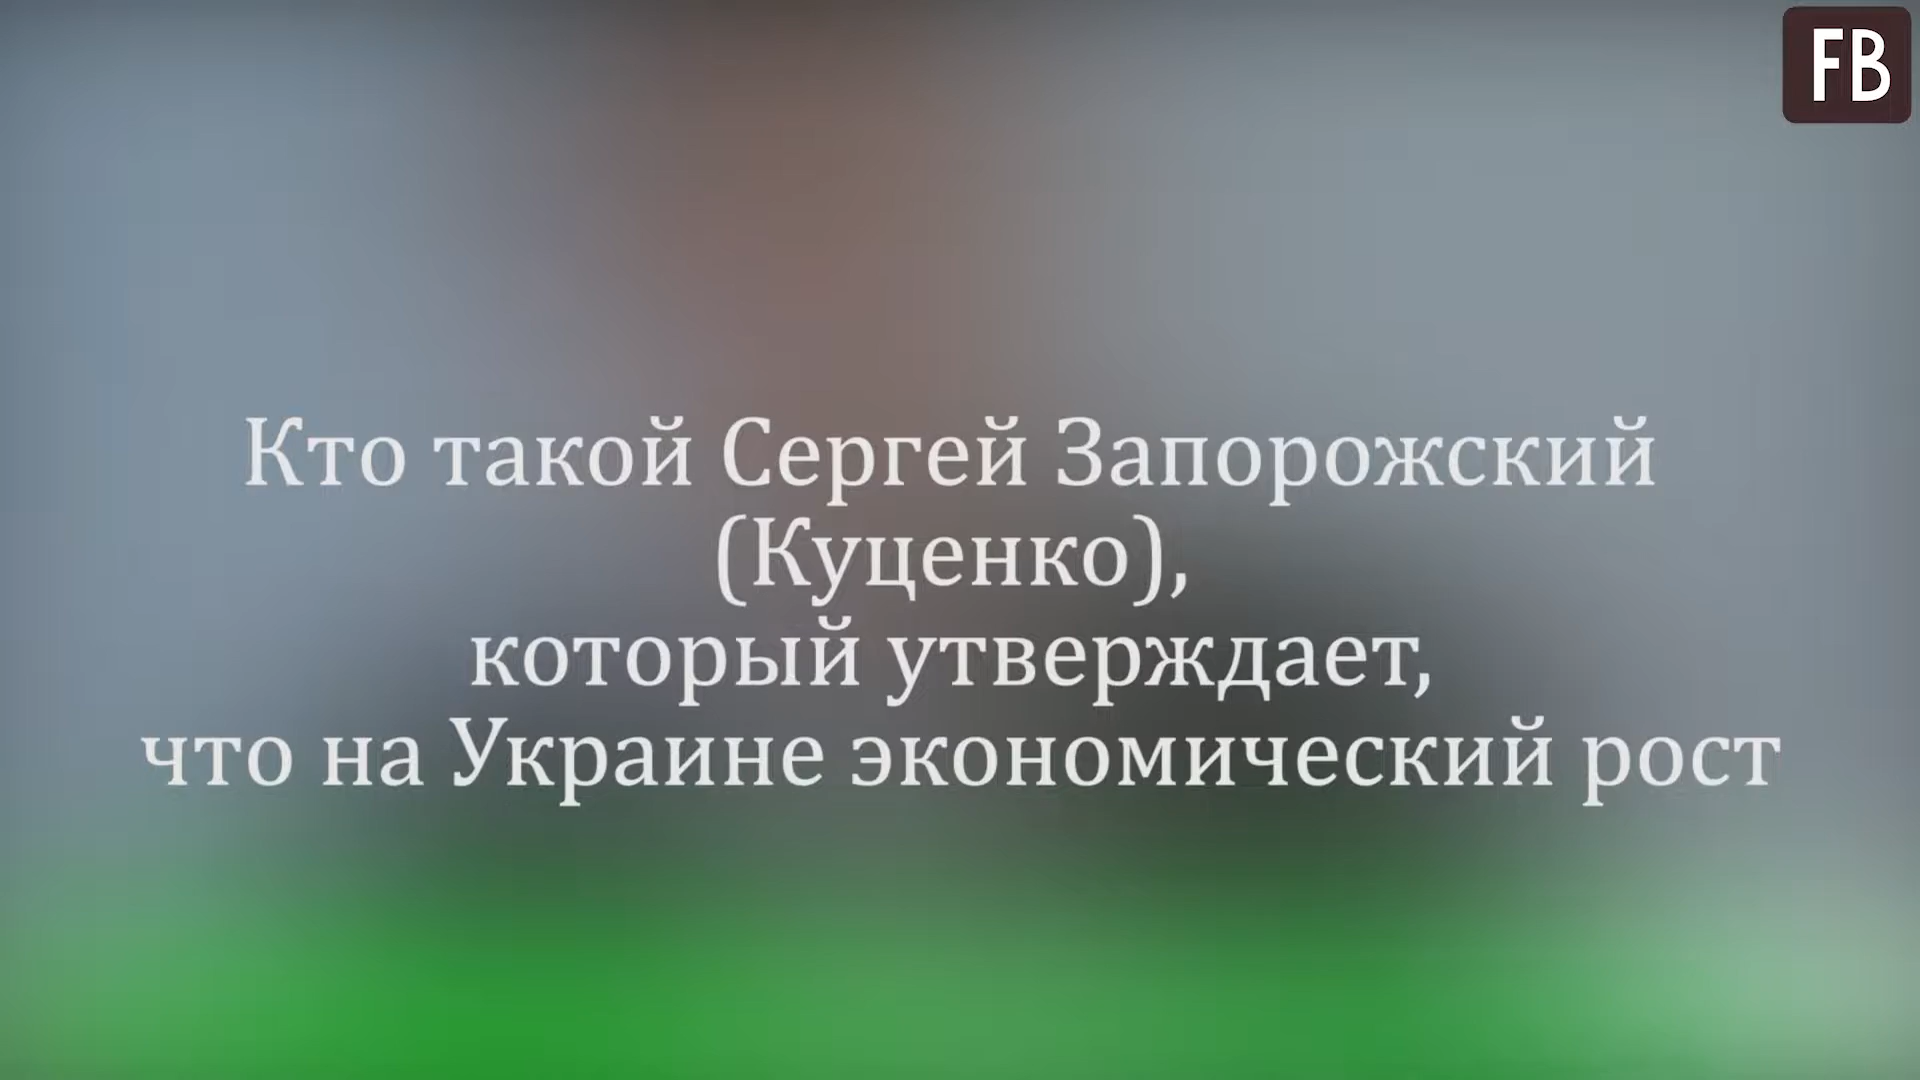 FB
Кто такой Сергей Запорожский
(Куценко),
который утверждает,
что на Украине экономический рост